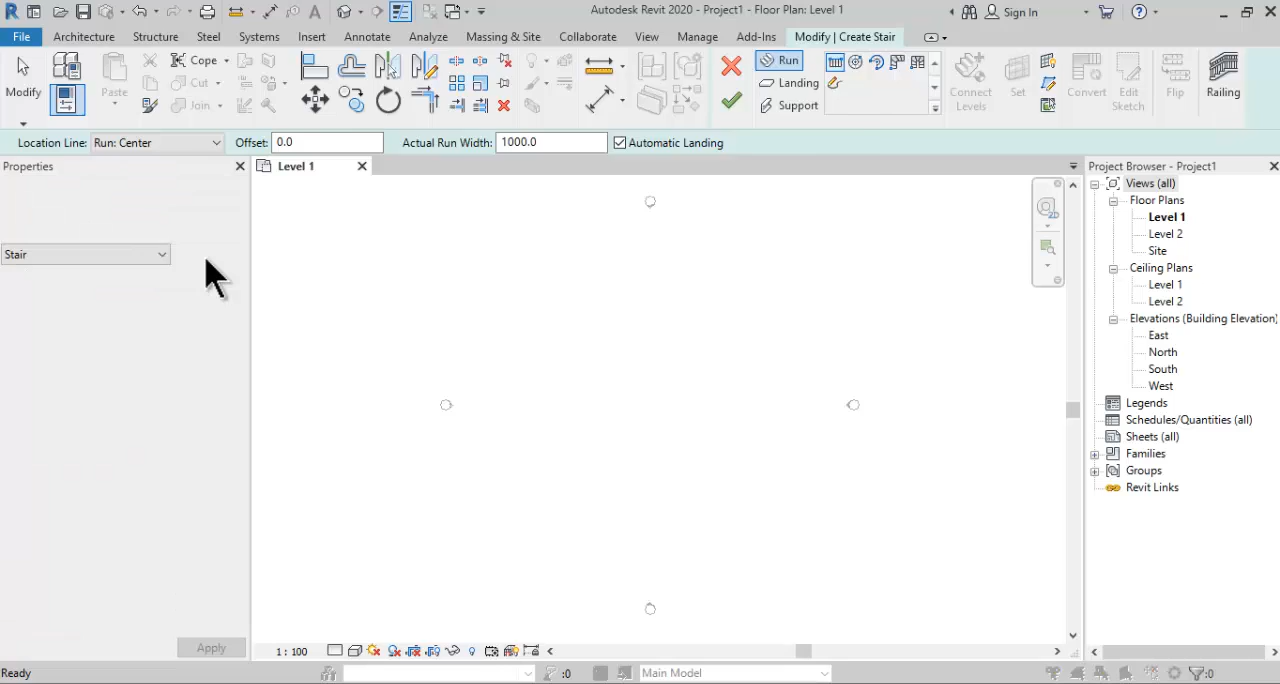 Autodesk Revit 2020 - Project1 - Floor Plan: Level 1
Sign In
File Architecture Structure Steel Systems Insert Annotate Analyze Massing & Site Collaborate View Manage Add-Ins Modify | Create Stair
Modify
Paste
Cope
Cut
Join
Run
Landing
Support
Connect Levels
Set
Convert
Edit Sketch
Flip
Railing
Location Line: Run: Center Offset: 0.0 Actual Run Width: 1000.0 Automatic Landing
Properties
Level 1
Project Browser - Project1
Stair
2D
Views (all)
Floor Plans
Level 1
Level 2
Site
Ceiling Plans
Level 1
Level 2
Elevations (Building Elevation)
East
North
South
West
Legends
Schedules/Quantities (all)
Sheets (all)
Families
Groups
Revit Links
Apply
1 : 100
Ready
:0
Main Model
:0